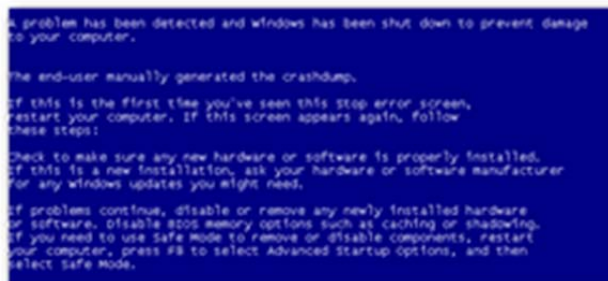 A problem has been detected and Windows has been shut down to prevent damage
to your computer.
The end-user manually generated the crashdump.
If this is the first time you've seen this Stop error screen,
restart your computer. If this screen appears again, follow
these steps:
Check to make sure any new hardware or software is properly installed.
If this is a new installation, ask your hardware or software manufacturer
for any Windows updates you might need.
If problems continue, disable or remove any newly installed hardware
or software. Disable BIOS memory options such as caching or shadowing.
If you need to use Safe Mode to remove or disable components, restart
your computer, press F8 to select Advanced Startup Options, and then
select Safe Mode.